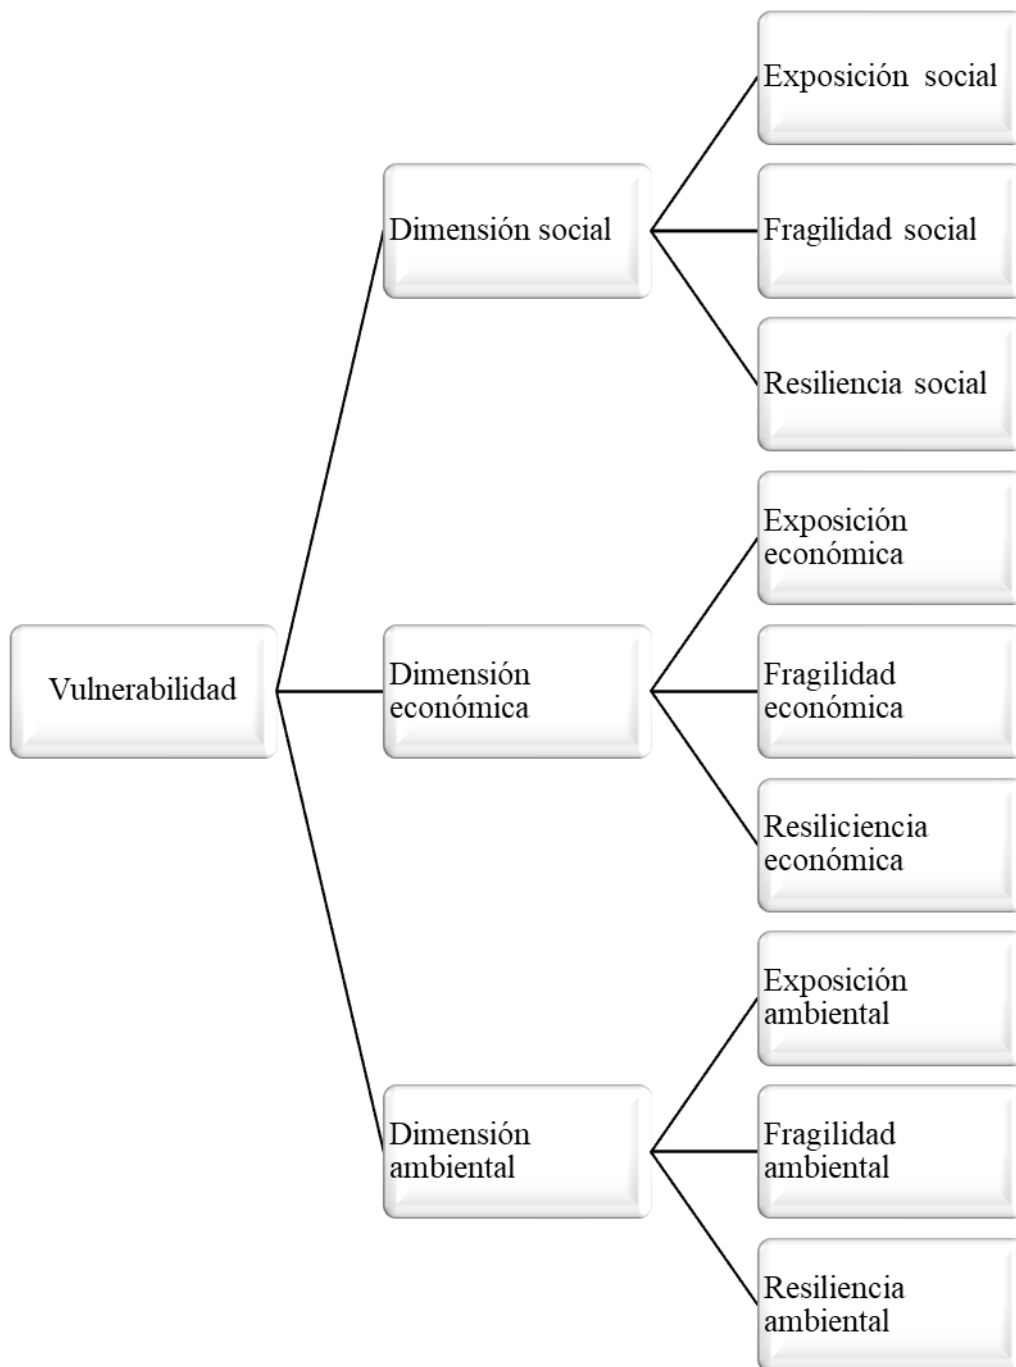 Vulnerabilidad
Dimensión social
Exposición social
Fragilidad social
Resiliencia social
Dimensión
económica
Exposición
económica
Fragilidad
económica
Resiliciencia
económica
Dimensión
ambiental
Exposición
ambiental
Fragilidad
ambiental
Resiliencia
ambiental